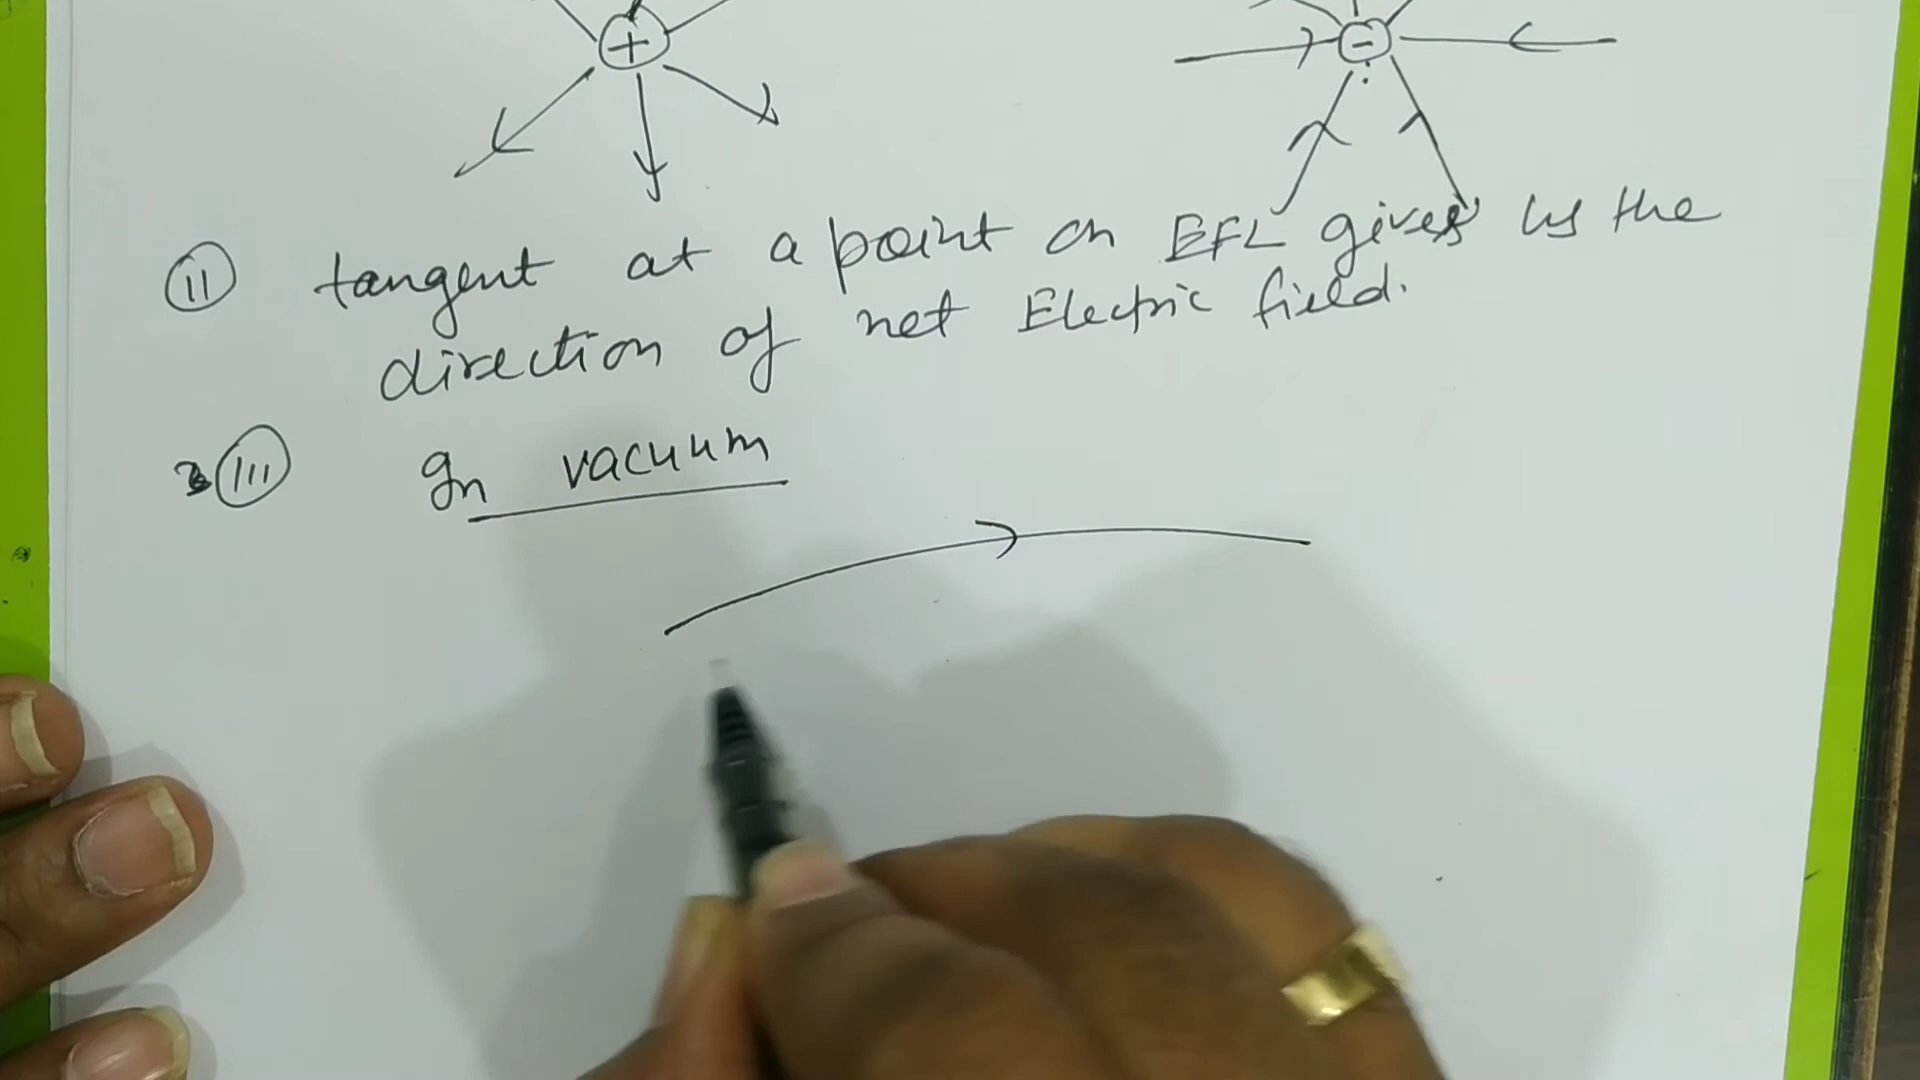 + -
(ii) tangent at a point on EFL gives us the
direction of net Electric field.
(iii) In vacuum